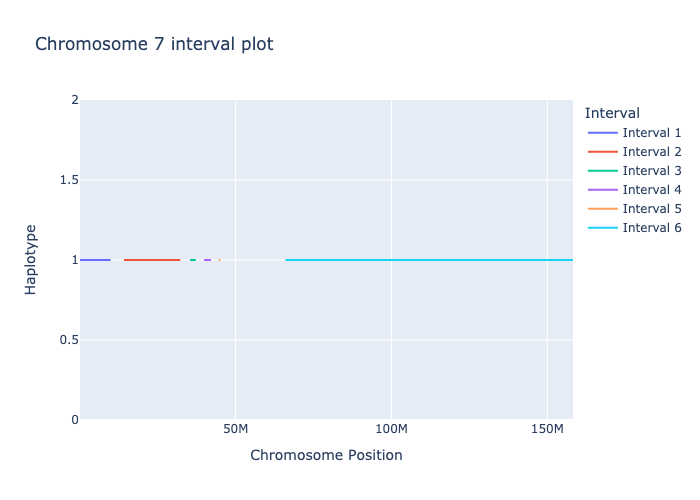 Chromosome 7 interval plot
Interval
Interval 1
Interval 2
Interval 3
Interval 4
Interval 5
Interval 6
2
1.5
1
0.5
0
Haplotype
50M
100M
150M
Chromosome Position